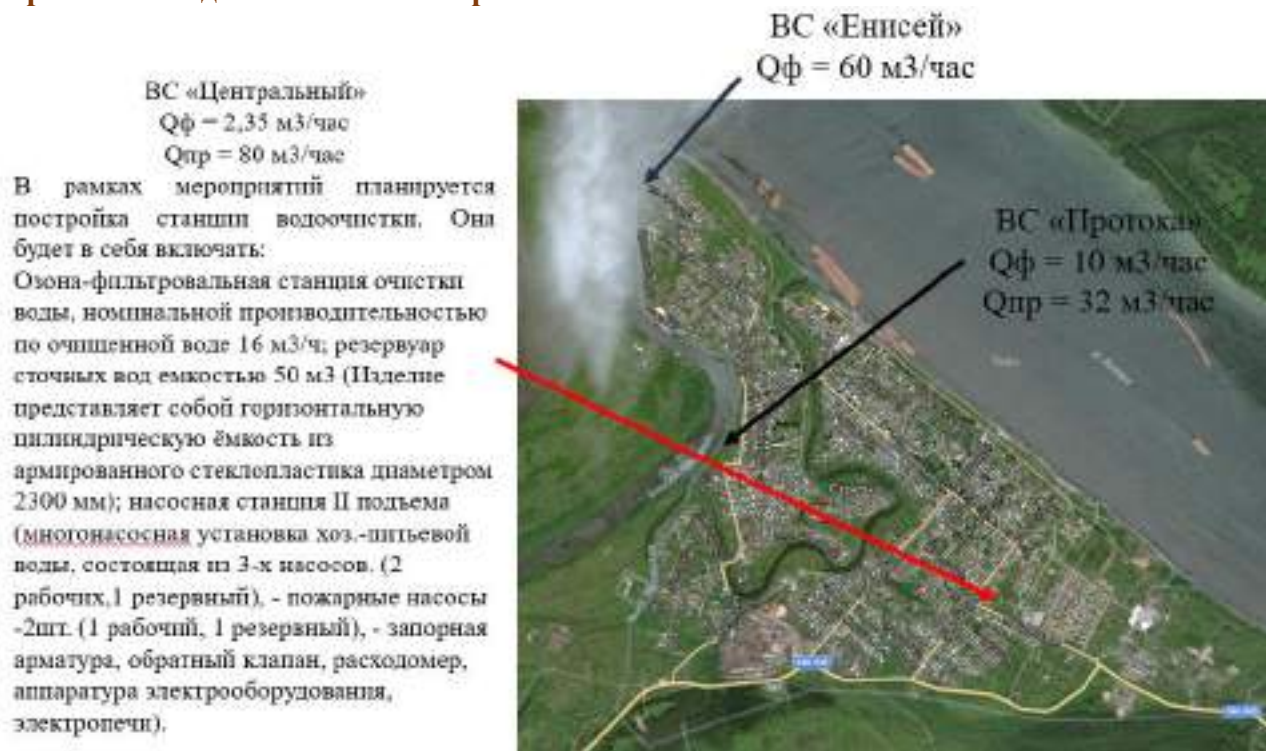 ВС «Енисей»
Qф = 60 м3/час
ВС «Центральный»
Qф = 2,35 м3/час
Qпр = 80 м3/час
В рамках мероприятий планируется
постройка станции водоочистки. Она
будет в себя включать:
Озона-фильтровальная станция очистки
воды, номинальной производительностью
по очищенной воде 16 м3/ч; резервуар
сточных вод емкостью 50 м3 (Изделие
представляет собой горизонтальную
цилиндрическую ёмкость из
армированного стеклопластика диаметром
2300 мм); насосная станция II подъема
(многонасосная установка хоз.-питьевой
воды, состоящая из 3-х насосов. (2
рабочих,1 резервный), - пожарные насосы
-2шт. (1 рабочий, 1 резервный), - запорная
арматура, обратный клапан, расходомер,
аппаратура электрооборудования,
электропечи).
ВС «Протока»
Qф = 10 м3/час
Qпр = 32 м3/час